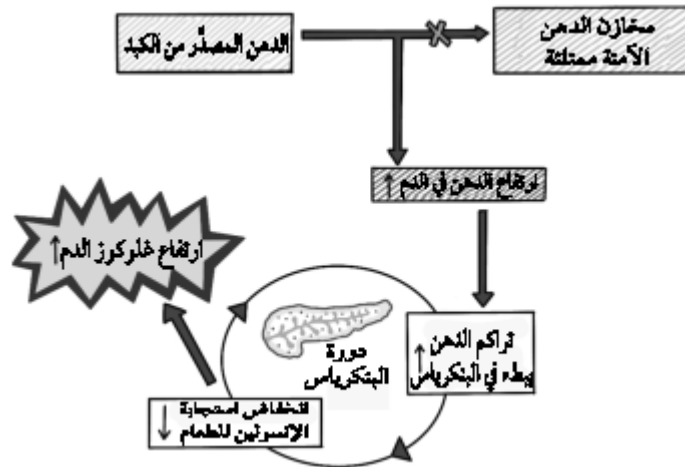 الدهن المصدَّر من الكبد
مخازن الدهن
الآمنة ممتلئة
ارتفاع الدهن في الدم ↑
ارتفاع غلوكوز الدم ↑
تراكم الدهن
ببطء في البنكرياس ↑
دورة
البنكرياس
انخفاض استجابة
الإنسولين للطعام ↓